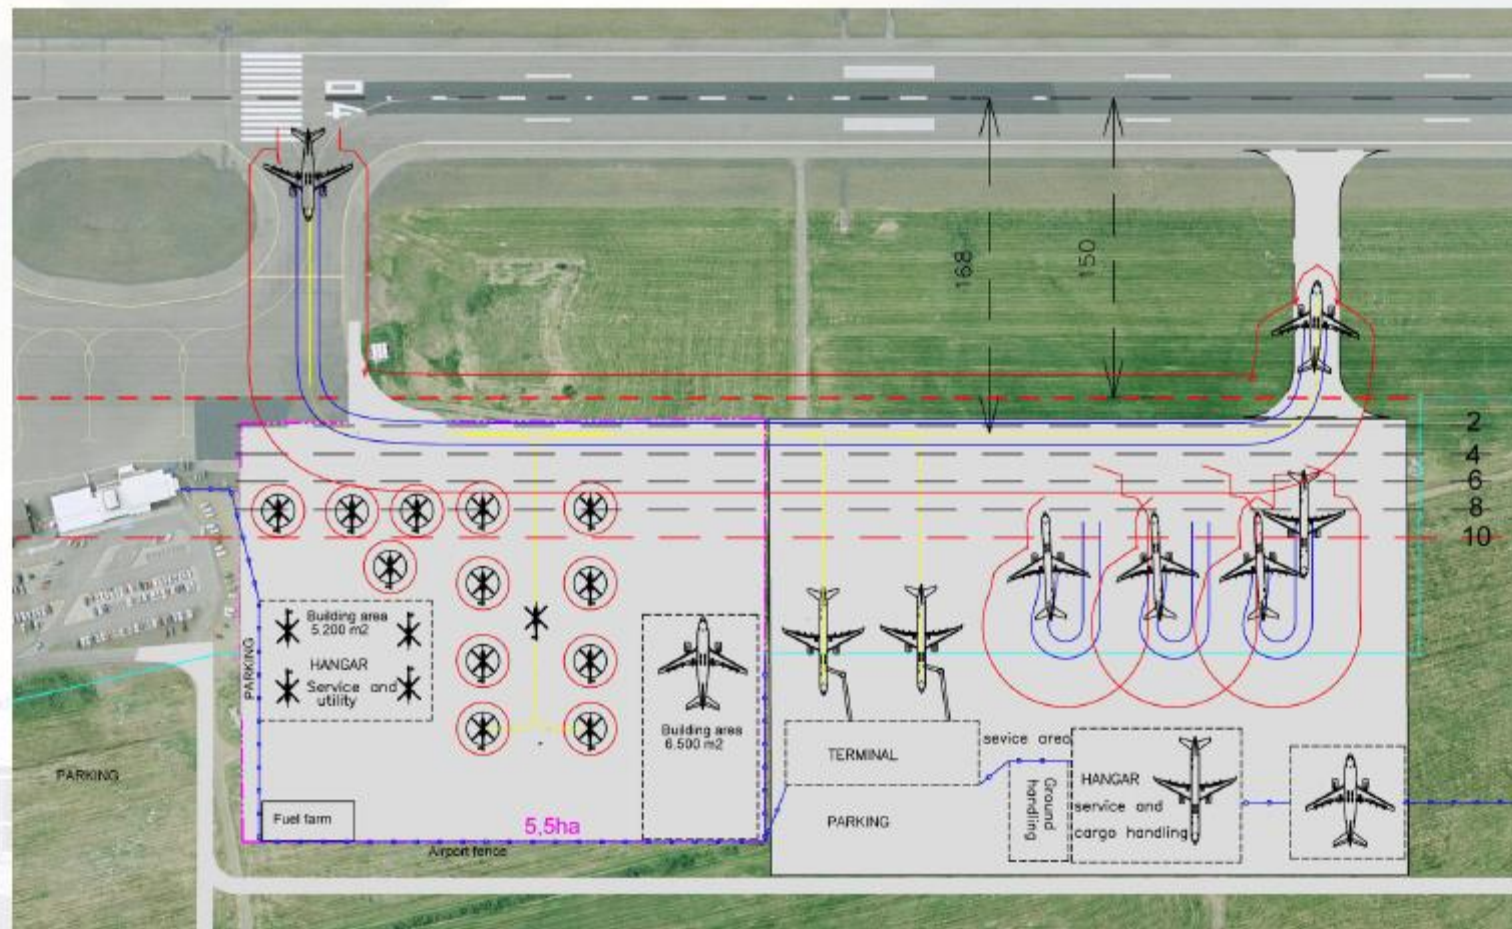 168
150
2
4
6
8
10
Building area
5.200 m2
HANGAR
Service and
utility
PARKING
Building area
6.500 m2
TERMINAL
sevice area
Ground
handling
HANGAR
service and
cargo handling
PARKING
PARKING
Fuel farm
5,5ha
Airport fence